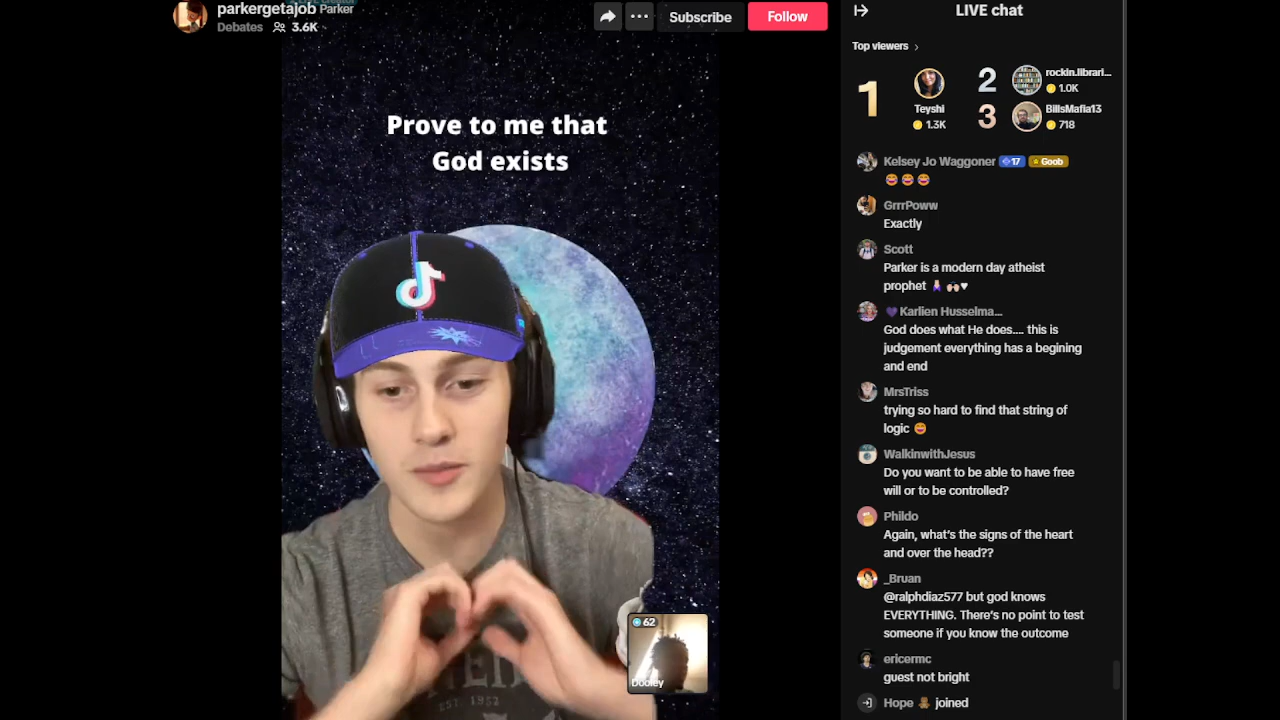 parkergetajob Parker
Debates 3.6K
Subscribe
Follow
Prove to me that
God exists
62
Dooley
EST 1952
LIVE chat
Top viewers
1
Teyshi
1.3K
2
rockin.librari...
1.0K
3
BillsMafia13
718
Kelsey Jo Waggoner 17 Goob
😂😂😂
GrrrPoww
Exactly
Scott
Parker is a modern day atheist
prophet
Karlien Husselma...
God does what He does.... this is
judgement everything has a begining
and end
MrsTriss
trying so hard to find that string of
logic 😂
WalkinwithJesus
Do you want to be able to have free
will or to be controlled?
Phildo
Again, what's the signs of the heart
and over the head??
_Bruan
@ralphdiaz577 but god knows
EVERYTHING. There's no point to test
someone if you know the outcome
ericermc
guest not bright
Hope 🧸 joined